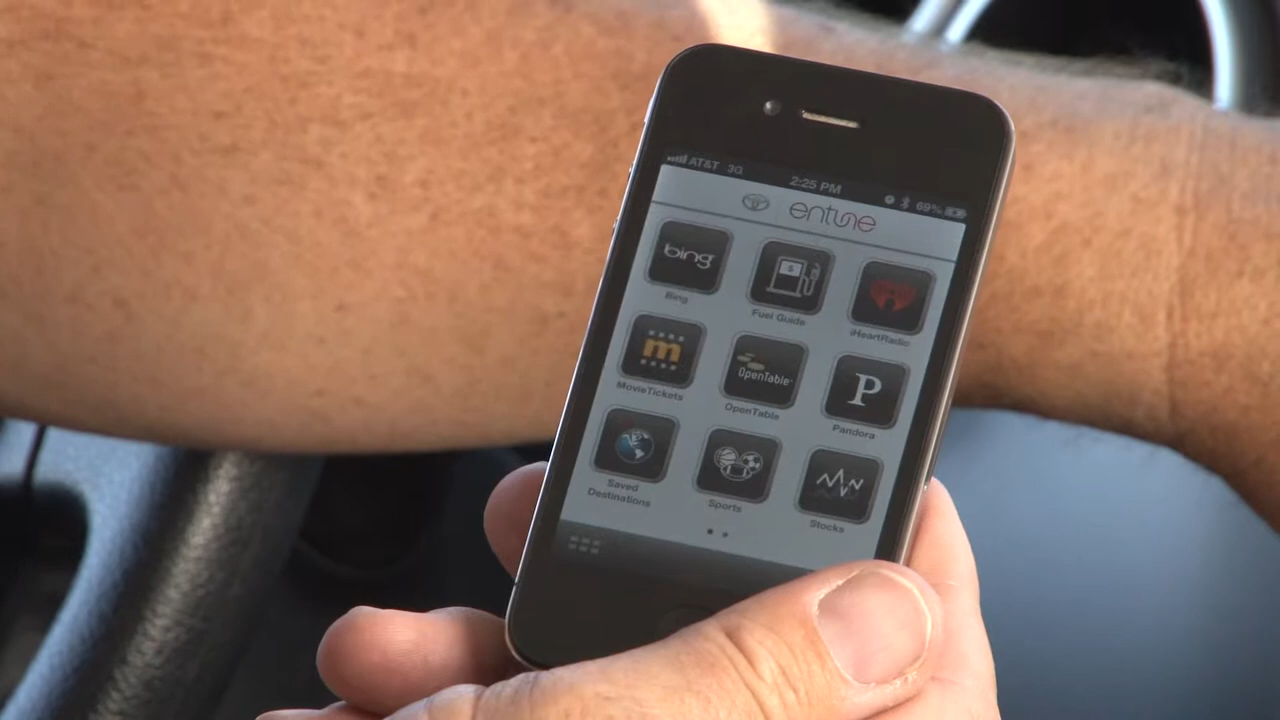 AT&T 3G 2:25 PM 69%
entune
bing
$
Bing Fuel Guide iHeartRadio
m OpenTable P
MovieTickets OpenTable Pandora
Saved
Destinations Sports Stocks